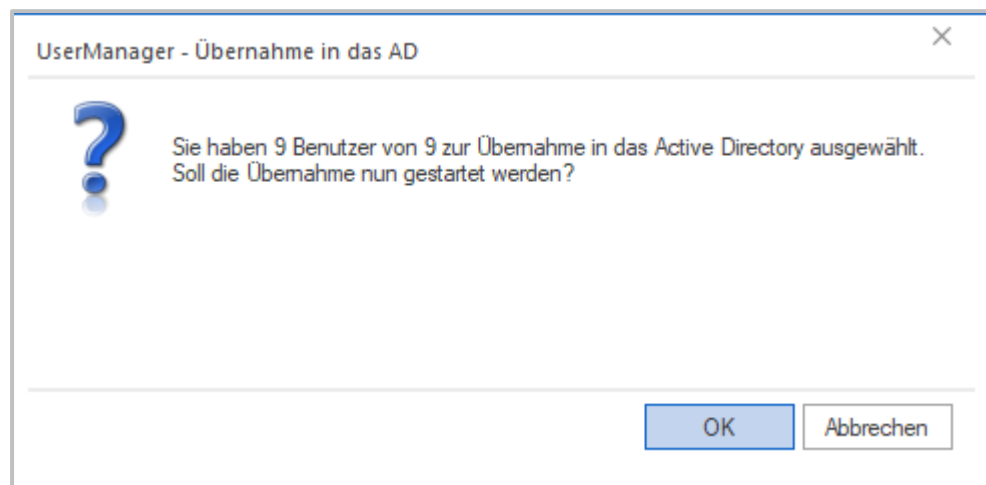 UserManager - Übernahme in das AD
Sie haben 9 Benutzer von 9 zur Übernahme in das Active Directory ausgewählt.
Soll die Übernahme nun gestartet werden?
OK
Abbrechen